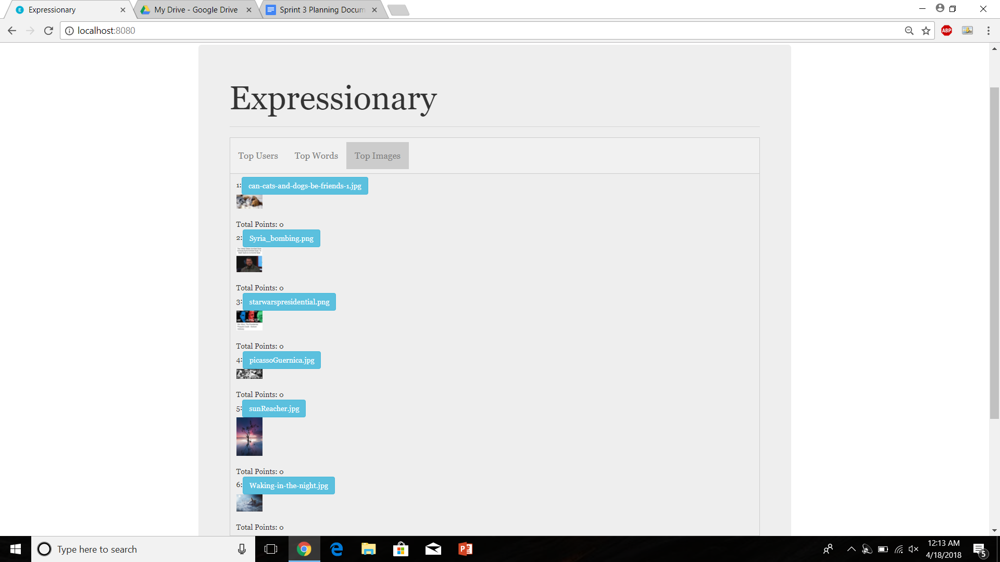 Expressionary
My Drive - Google Drive
Sprint 3 Planning Docum
localhost:8080
ABP
Expressionary
Top Users
Top Words
Top Images
1: can-cats-and-dogs-be-friends-1.jpg
Total Points: 0
2: Syria_bombing.png
Total Points: 0
3: starwarspresidential.png
Total Points: 0
4: picassoGuernica.jpg
Total Points: 0
5: sunReacher.jpg
Total Points: 0
6: Waking-in-the-night.jpg
Total Points: 0
Type here to search
12:13 AM
4/18/2018
5